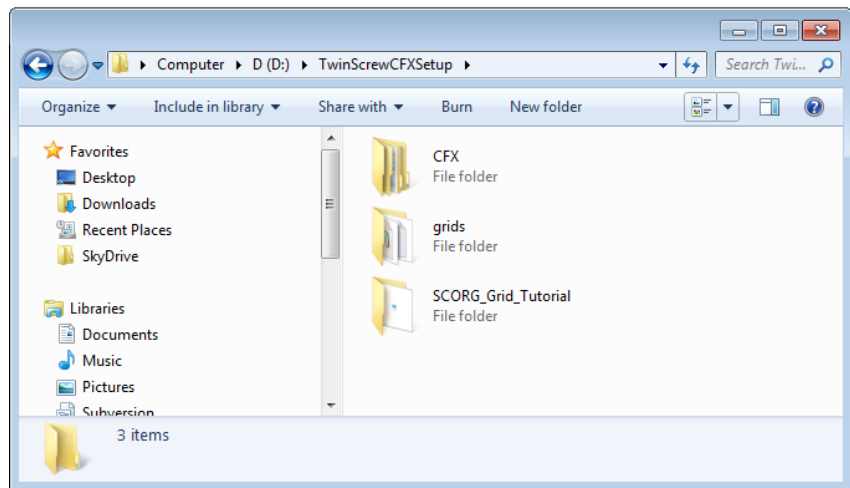 Computer D (D:) TwinScrewCFXSetup
Search Twi...
Organize Include in library Share with Burn New folder
Favorites
Desktop
Downloads
Recent Places
SkyDrive
Libraries
Documents
Music
Pictures
Subversion
CFX
File folder
grids
File folder
SCORG_Grid_Tutorial
File folder
3 items